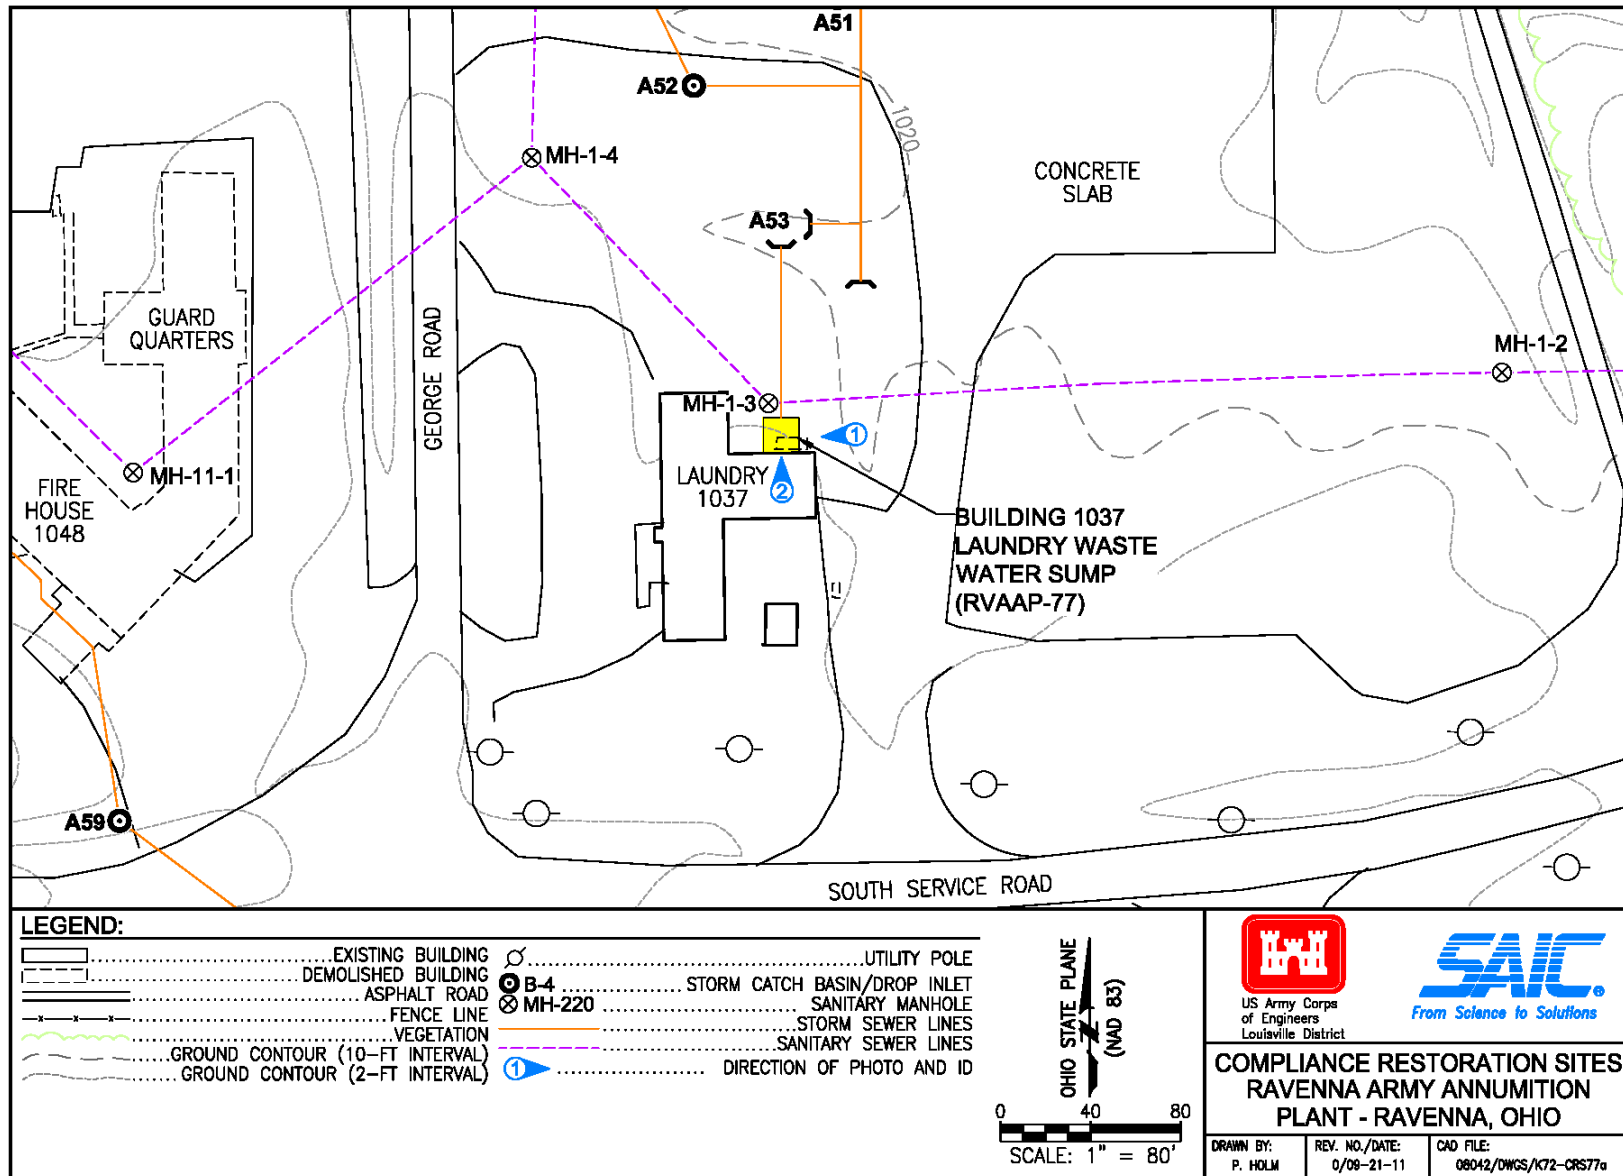 A51
A52
1020
MH-1-4
CONCRETE
SLAB
A53
GUARD
QUARTERS
GEORGE ROAD
MH-1-2
MH-1-3
1
MH-11-1
LAUNDRY
1037
2
FIRE
HOUSE
1048
BUILDING 1037
LAUNDRY WASTE
WATER SUMP
(RVAAP-77)
A59
SOUTH SERVICE ROAD
LEGEND:
EXISTING BUILDING
DEMOLISHED BUILDING
ASPHALT ROAD
FENCE LINE
VEGETATION
GROUND CONTOUR (10-FT INTERVAL)
GROUND CONTOUR (2-FT INTERVAL)
UTILITY POLE
B-4 STORM CATCH BASIN/DROP INLET
MH-220 SANITARY MANHOLE
STORM SEWER LINES
SANITARY SEWER LINES
1 DIRECTION OF PHOTO AND ID
OHIO STATE PLANE
(NAD 83)
0 40 80
SCALE: 1" = 80'
US Army Corps
of Engineers
Louisville District
SAIC
From Science to Solutions
COMPLIANCE RESTORATION SITES
RAVENNA ARMY ANNUMITION
PLANT - RAVENNA, OHIO
DRAWN BY:
P. HOLM
REV. NO./DATE:
0/09-21-11
CAD FILE:
08042/DWGS/K72-CRS77a